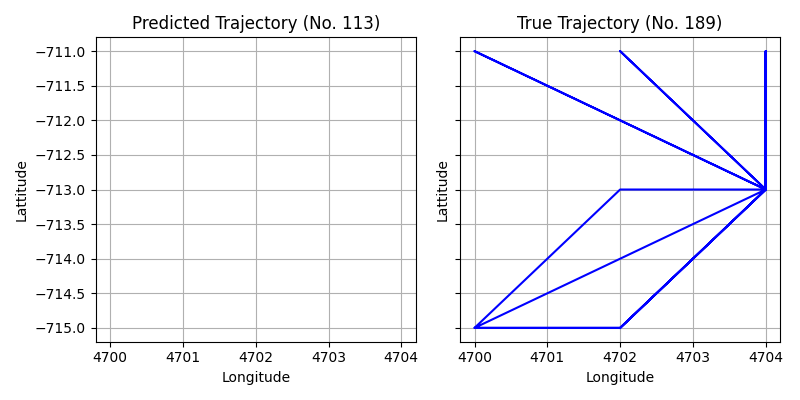 Predicted Trajectory (No. 113)
True Trajectory (No. 189)
−711.0
−711.5
−712.0
−712.5
−713.0
−713.5
−714.0
−714.5
−715.0
Lattitude
Lattitude
4700 4701 4702 4703 4704
4700 4701 4702 4703 4704
Longitude
Longitude